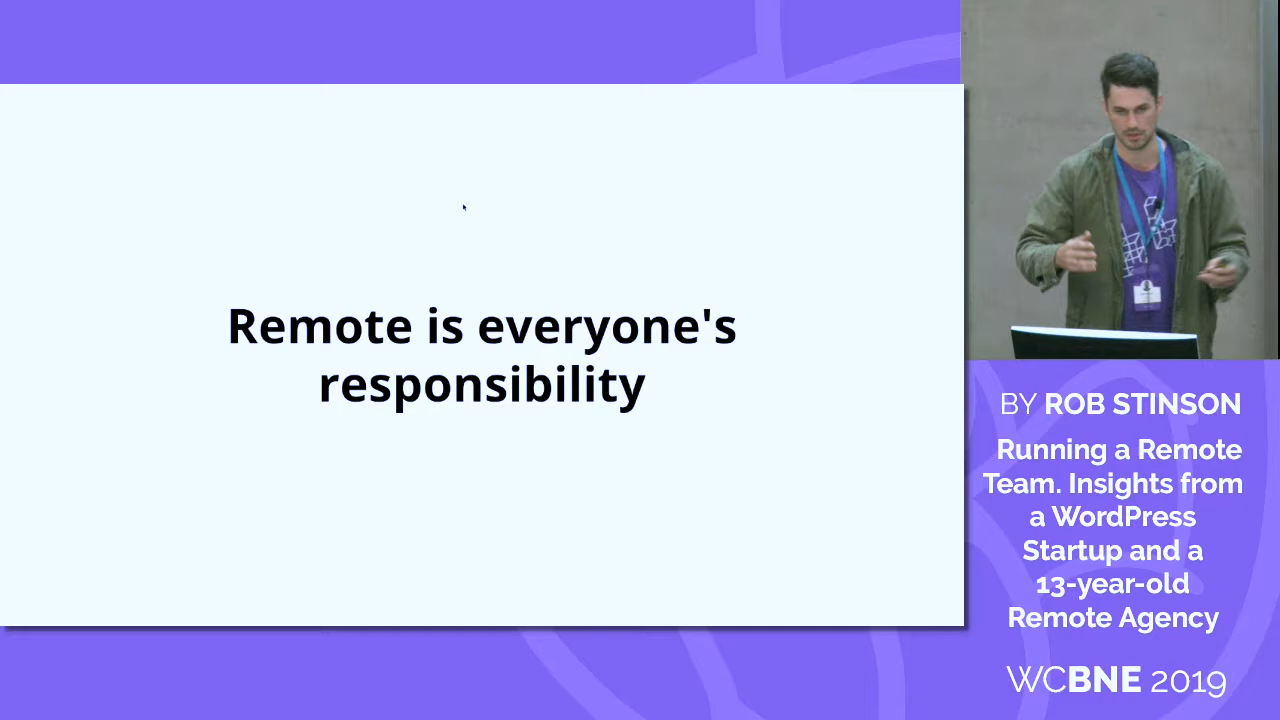 Remote is everyone's
responsibility
BY ROB STINSON
Running a Remote
Team. Insights from
a WordPress
Startup and a
13-year-old
Remote Agency
WCBNE 2019